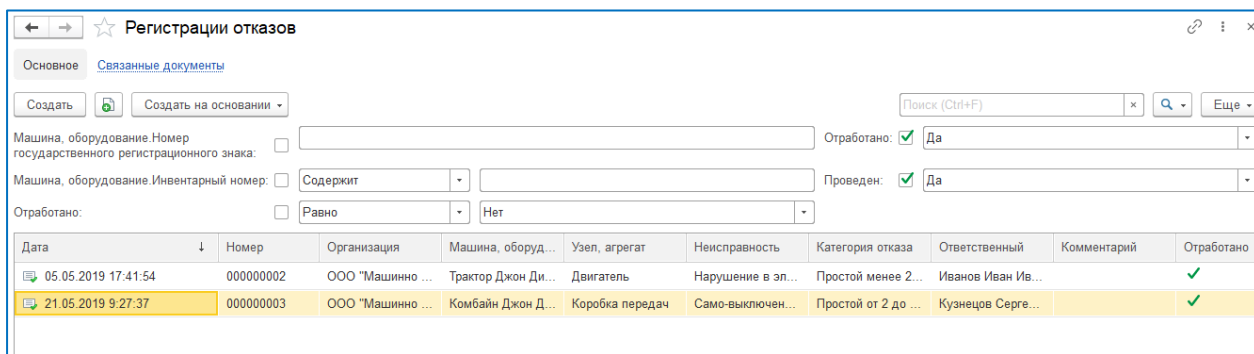 Регистрации отказов
Основное Связанные документы
Создать Создать на основании Поиск (Ctrl+F) Еще
Машина, оборудование.Номер
государственного регистрационного знака: Отработано: Да
Машина, оборудование.Инвентарный номер: Содержит Проведен: Да
Отработано: Равно Нет
Дата Номер Организация Машина, оборуд... Узел, агрегат Неисправность Категория отказа Ответственный Комментарий Отработано
05.05.2019 17:41:54 000000002 ООО "Машинно ... Трактор Джон Ди... Двигатель Нарушение в эл... Простой менее 2... Иванов Иван Ив...
21.05.2019 9:27:37 000000003 ООО "Машинно ... Комбайн Джон Д... Коробка передач Само-выключен... Простой от 2 до ... Кузнецов Серге...